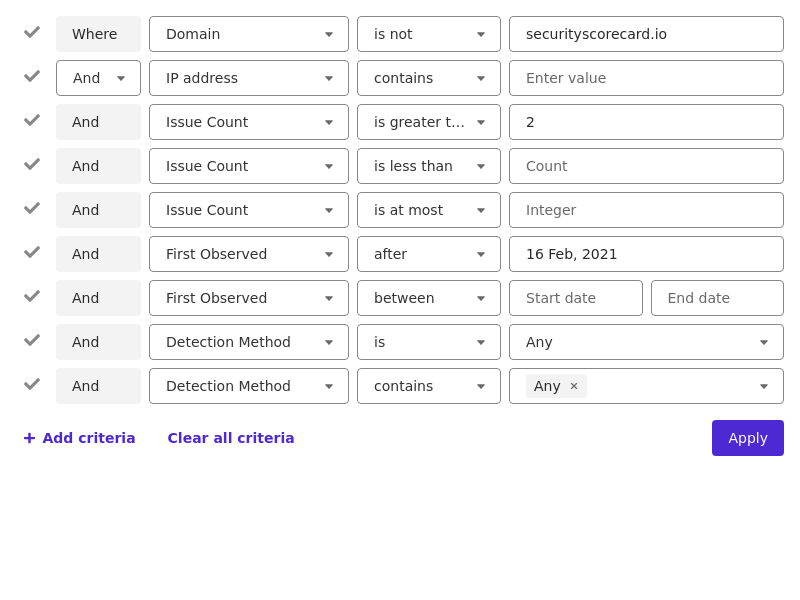 Where Domain is not securityscorecard.io
And IP address contains Enter value
And Issue Count is greater t... 2
And Issue Count is less than Count
And Issue Count is at most Integer
And First Observed after 16 Feb, 2021
And First Observed between Start date End date
And Detection Method is Any
And Detection Method contains Any ×
+ Add criteria Clear all criteria Apply